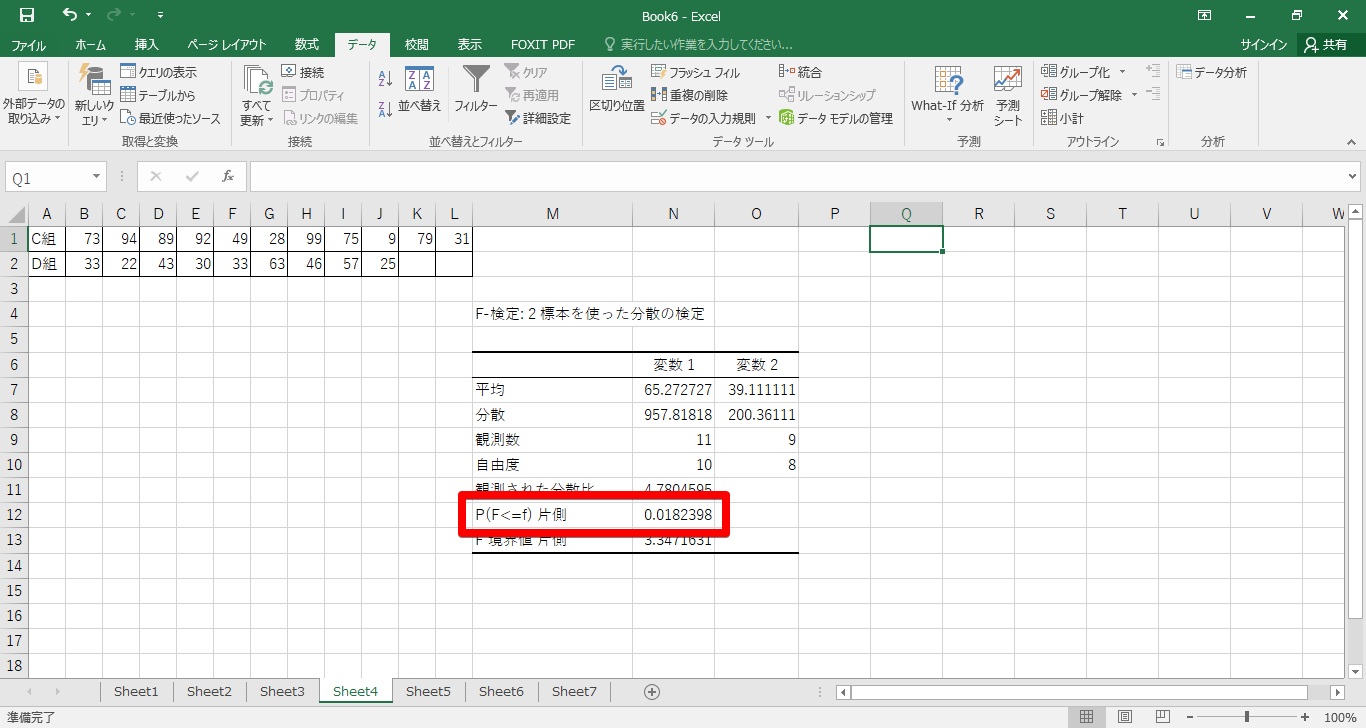 Book6 - Excel
ファイル ホーム 挿入 ページ レイアウト 数式 データ 校閲 表示 FOXIT PDF 実行したい作業を入力してください... サインイン 共有
外部データの
取り込み
新しいク
エリ
クエリの表示
テーブルから
最近使ったソース
取得と変換
すべて
更新
接続
プロパティ
リンクの編集
接続
並べ替え
フィルター
クリア
再適用
詳細設定
並べ替えとフィルター
区切り位置
フラッシュ フィル
重複の削除
データの入力規則
統合
リレーションシップ
データ モデルの管理
データ ツール
What-If 分析
予測
シート
予測
グループ化
グループ解除
小計
アウトライン
データ分析
分析
Q1 fx
A B C D E F G H I J K L M N O P Q R S T U V W
1 C組 73 94 89 92 49 28 99 75 9 79 31
2 D組 33 22 43 30 33 63 46 57 25
3
4 F-検定: 2 標本を使った分散の検定
5
6 変数 1 変数 2
7 平均 65.272727 39.111111
8 分散 957.81818 200.36111
9 観測数 11 9
10 自由度 10 8
11 観測された分散比 4.7804595
12 P(F<=f) 片側 0.0182398
13 F 境界値 片側 3.3471631
14
15
16
17
18
Sheet1 Sheet2 Sheet3 Sheet4 Sheet5 Sheet6 Sheet7
準備完了 100%